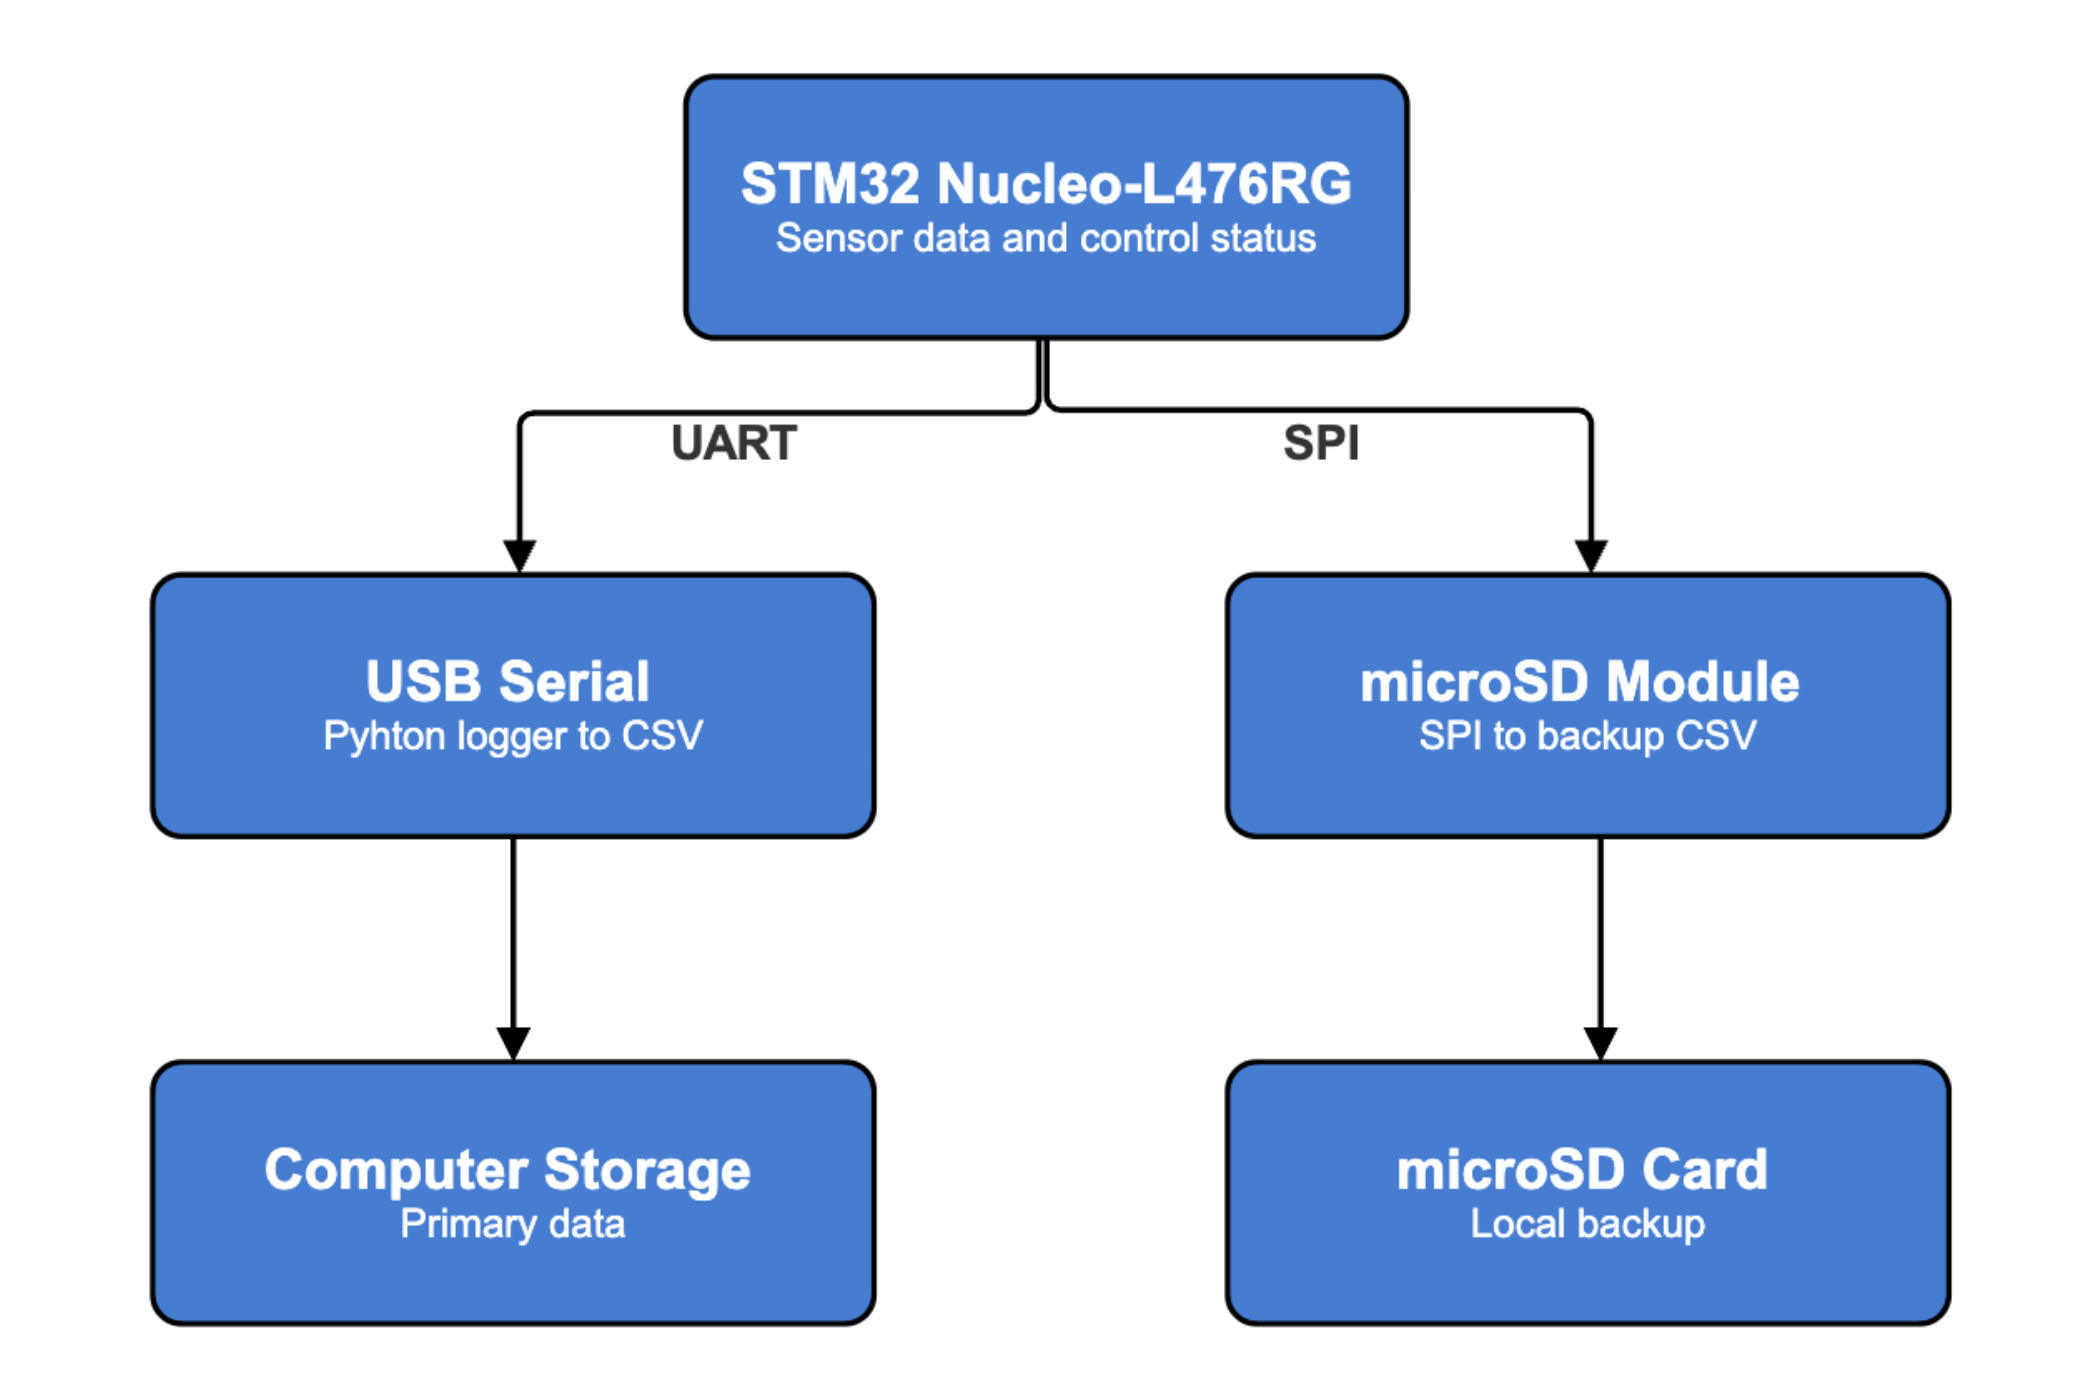 STM32 Nucleo-L476RG
Sensor data and control status
UART
SPI
USB Serial
Pyhton logger to CSV
microSD Module
SPI to backup CSV
Computer Storage
Primary data
microSD Card
Local backup